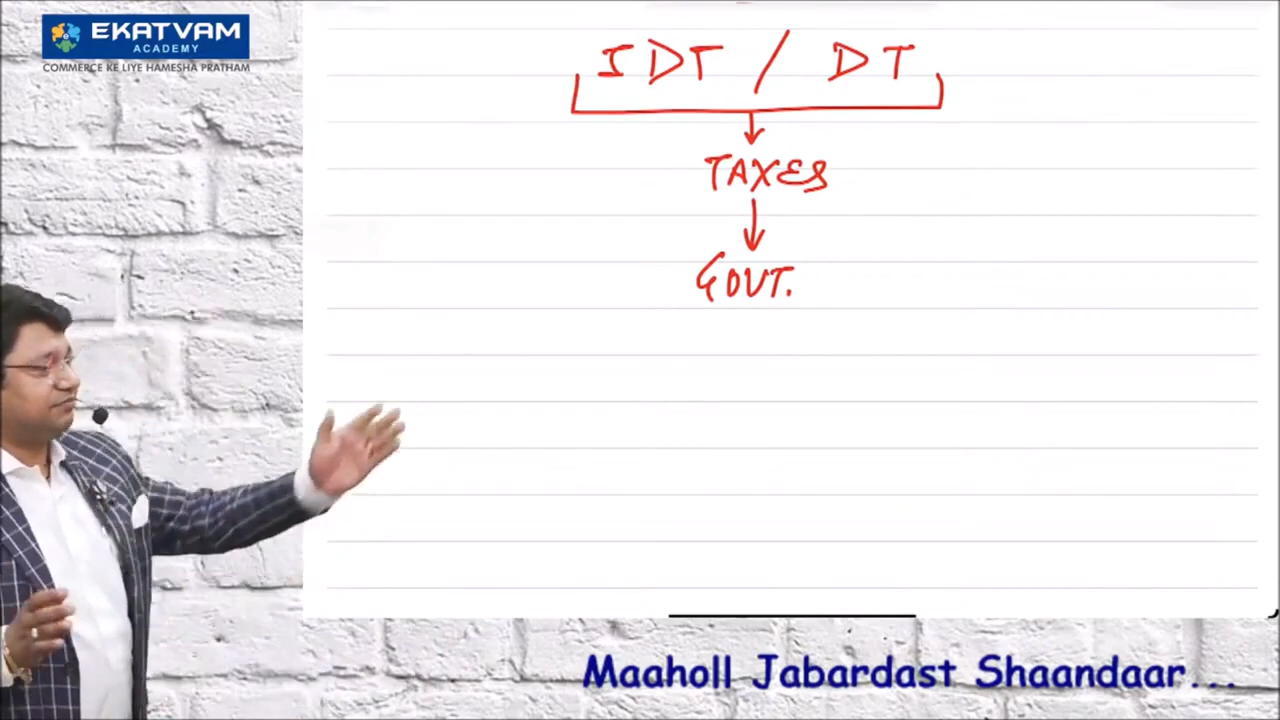 EKATVAM
ACADEMY
COMMERCE KE LIYE HAMESHA PRATHAM
IDT / DT
TAXES
GOVT.
Maaholl Jabardast Shaandaar...